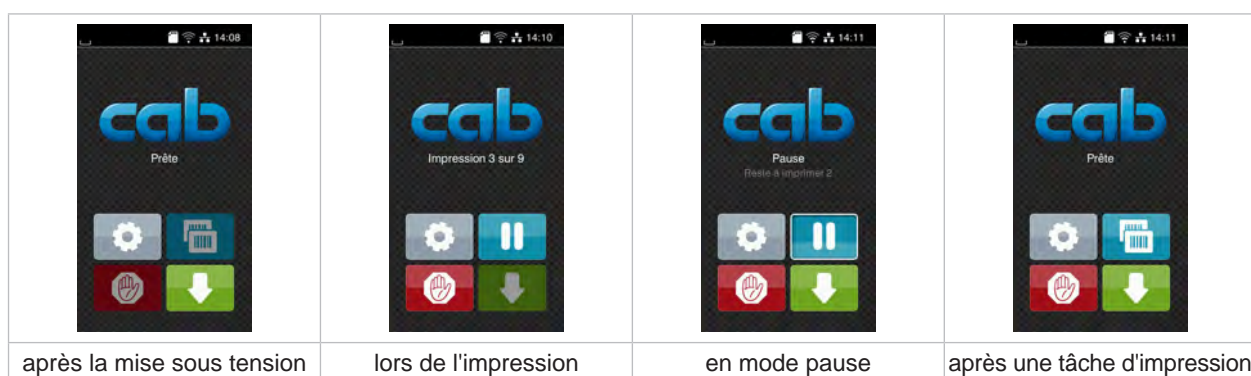 14:08
cab
Prête
après la mise sous tension
14:10
cab
Impression 3 sur 9
lors de l'impression
14:11
cab
Pause
Reste à imprimer 2
en mode pause
14:11
cab
Prête
après une tâche d'impression